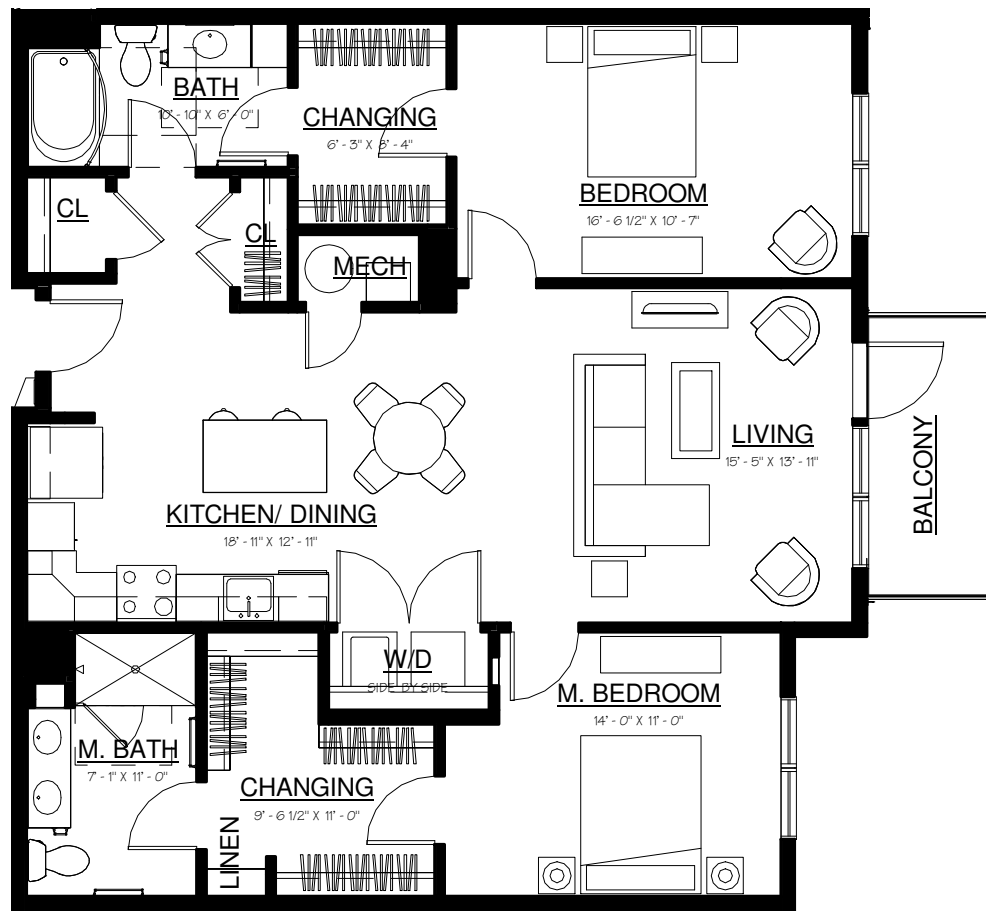 BATH
10' - 10" X 6' - 0"
CHANGING
6' - 3" X 8' - 4"
BEDROOM
16' - 6 1/2" X 10' - 7"
CL
CL
MECH
LIVING
15' - 5" X 13' - 11"
BALCONY
KITCHEN/ DINING
18' - 11" X 12' - 11"
W/D
SIDE BY SIDE
M. BEDROOM
14' - 0" X 11' - 0"
M. BATH
7' - 1" X 11' - 0"
CHANGING
9' - 6 1/2" X 11' - 0"
LINEN